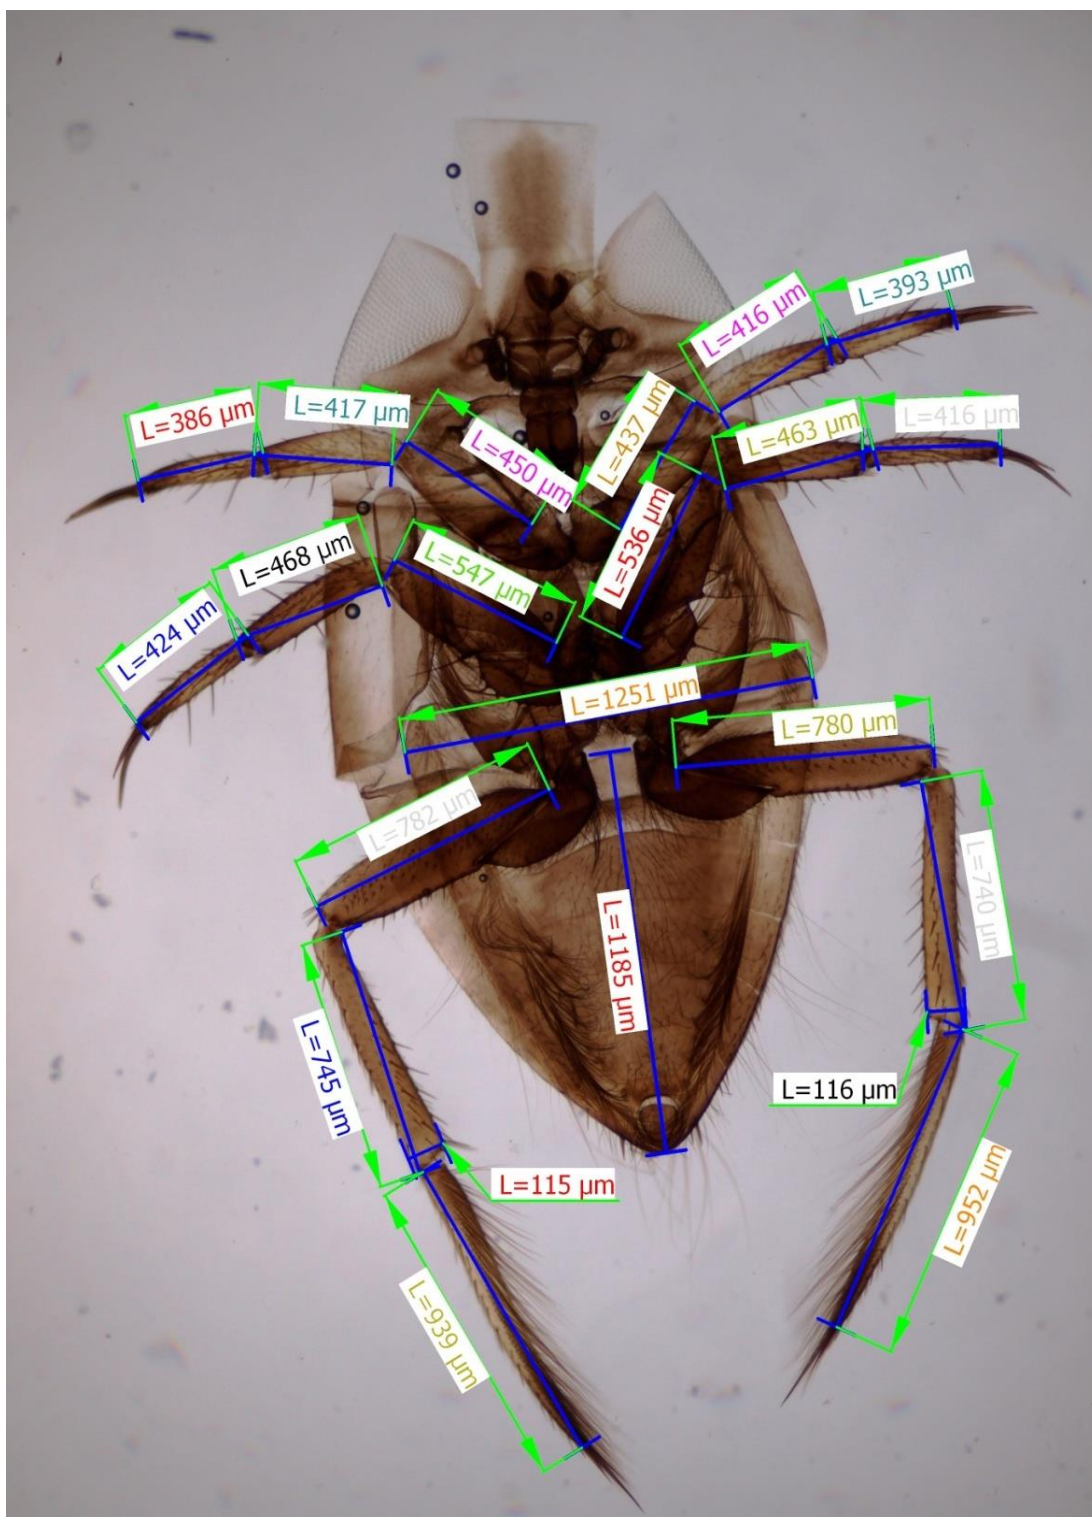 L=393 µm
L=416 µm
L=386 µm
L=417 µm
L=437 µm
L=463 µm
L=416 µm
L=450 µm
L=536 µm
L=468 µm
L=547 µm
L=424 µm
L=1251 µm
L=780 µm
L=782 µm
L=740 µm
L=1185 µm
L=745 µm
L=116 µm
L=115 µm
L=952 µm
L=939 µm